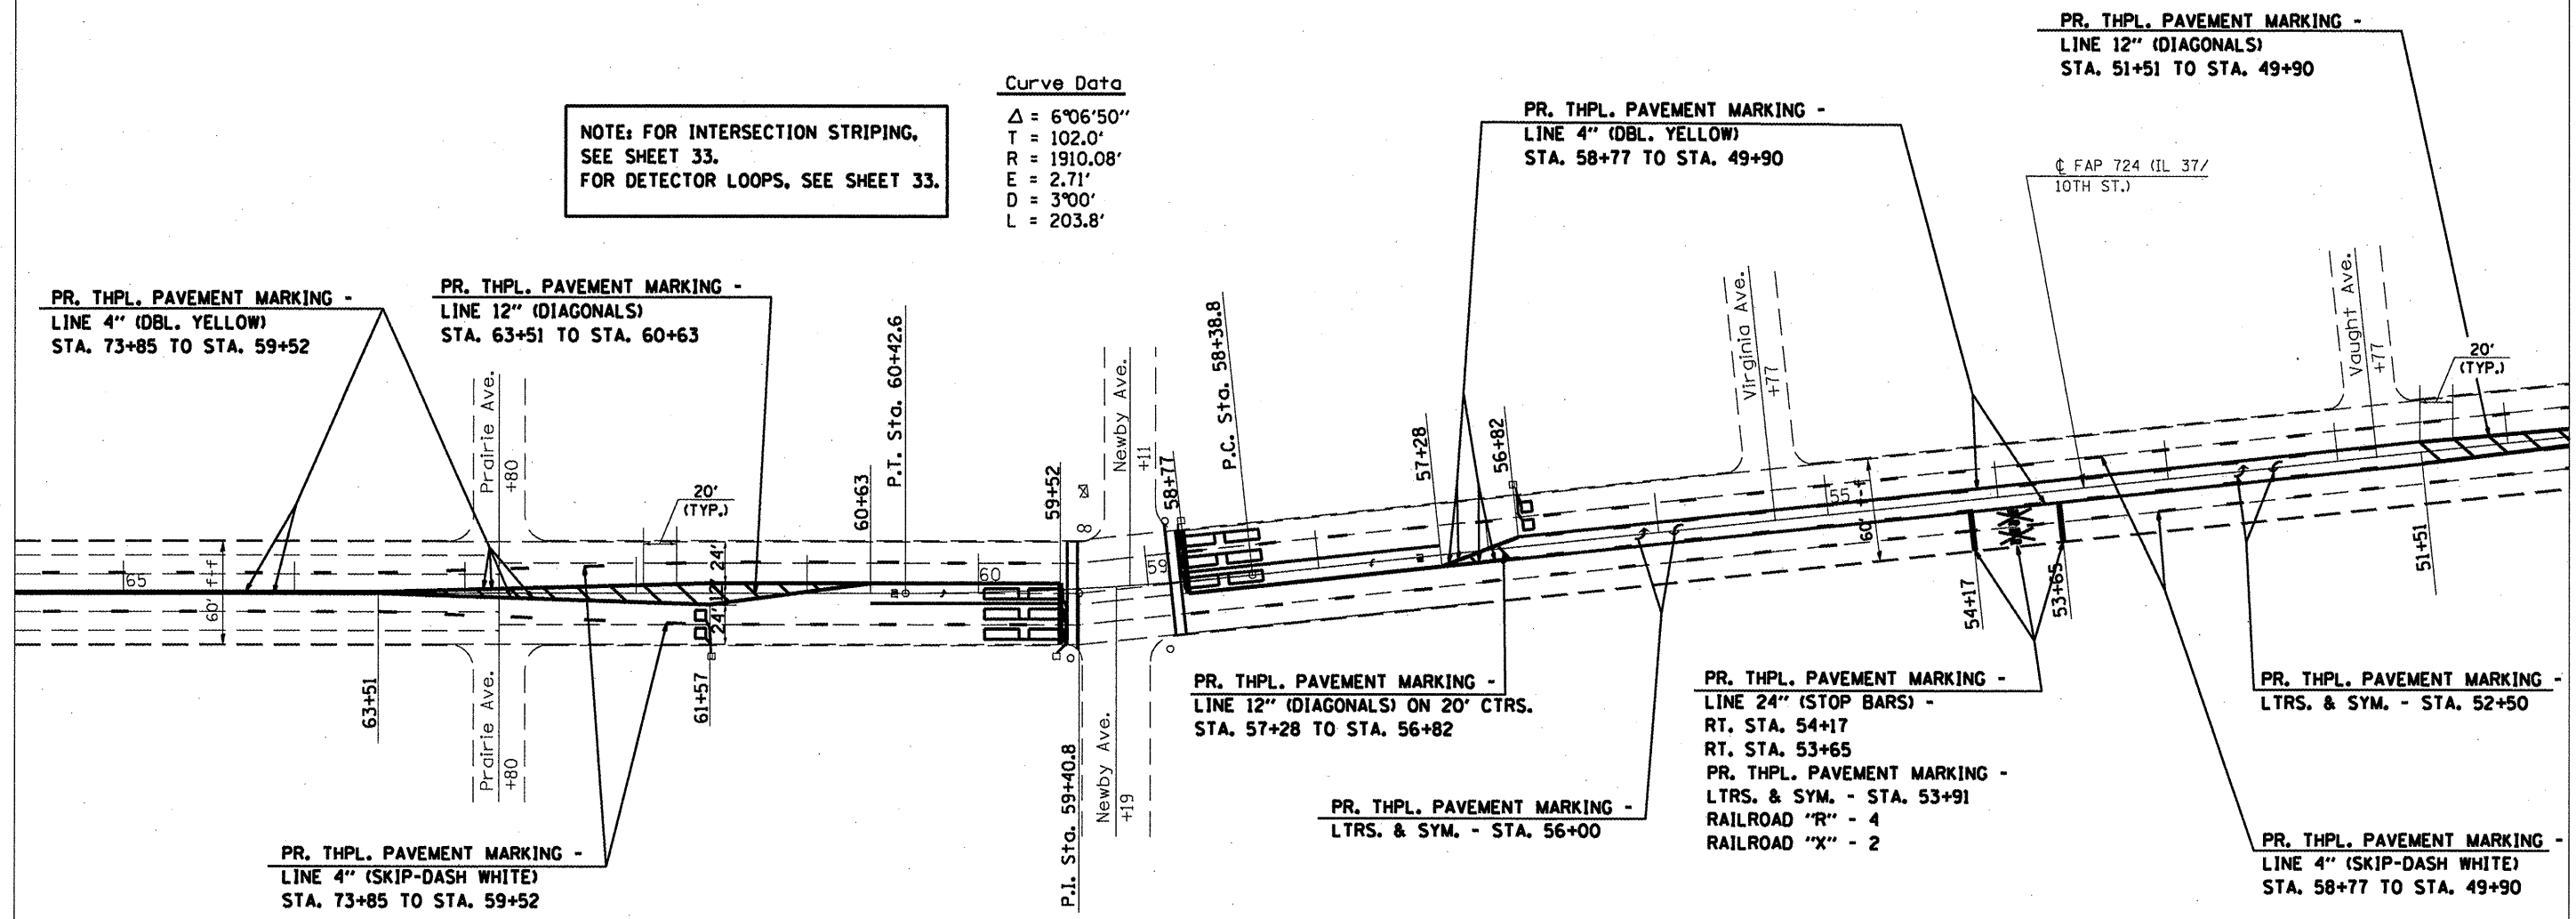 PR. THPL. PAVEMENT MARKING -
LINE 12" (DIAGONALS)
STA. 51+51 TO STA. 49+90
Curve Data
Δ = 6°06'50"
T = 102.0'
R = 1910.08'
E = 2.71'
D = 3°00'
L = 203.8'
NOTE: FOR INTERSECTION STRIPING,
SEE SHEET 33.
FOR DETECTOR LOOPS, SEE SHEET 33.
PR. THPL. PAVEMENT MARKING -
LINE 4" (DBL. YELLOW)
STA. 58+77 TO STA. 49+90
℄ FAP 724 (IL 37/
10TH ST.)
PR. THPL. PAVEMENT MARKING -
LINE 4" (DBL. YELLOW)
STA. 73+85 TO STA. 59+52
PR. THPL. PAVEMENT MARKING -
LINE 12" (DIAGONALS)
STA. 63+51 TO STA. 60+63
Prairie Ave.
+80
20'
(TYP.)
60+63
P.T. Sta. 60+42.6
59+52
Newby Ave.
+11
58+77
P.C. Sta. 58+38.8
57+28
56+82
Virginia Ave.
+77
Vaught Ave.
+77
20'
(TYP.)
65
60' f-f
24'
12'
24'
60
59
55
60' f-f
63+51
Prairie Ave.
+80
61+57
P.I. Sta. 59+40.8
Newby Ave.
+19
54+17
53+65
51+51
PR. THPL. PAVEMENT MARKING -
LINE 12" (DIAGONALS) ON 20' CTRS.
STA. 57+28 TO STA. 56+82
PR. THPL. PAVEMENT MARKING -
LINE 24" (STOP BARS) -
RT. STA. 54+17
RT. STA. 53+65
PR. THPL. PAVEMENT MARKING -
LTRS. & SYM. - STA. 53+91
RAILROAD "R" - 4
RAILROAD "X" - 2
PR. THPL. PAVEMENT MARKING -
LTRS. & SYM. - STA. 52+50
PR. THPL. PAVEMENT MARKING -
LTRS. & SYM. - STA. 56+00
PR. THPL. PAVEMENT MARKING -
LINE 4" (SKIP-DASH WHITE)
STA. 73+85 TO STA. 59+52
PR. THPL. PAVEMENT MARKING -
LINE 4" (SKIP-DASH WHITE)
STA. 58+77 TO STA. 49+90